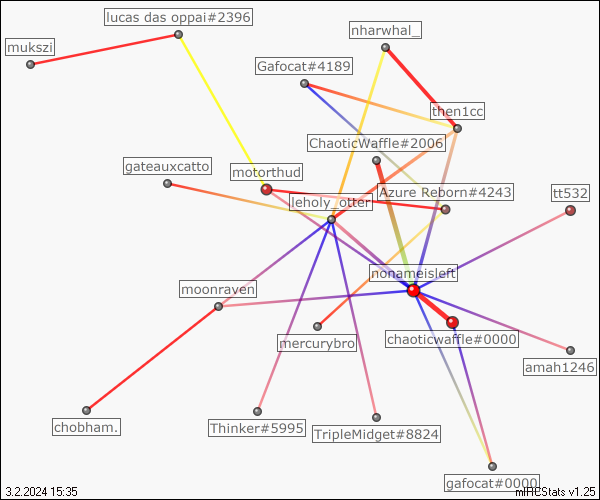 lucas das oppai#2396
nharwhal_
mukszi
Gafocat#4189
then1cc
ChaoticWaffle#2006
gateauxcatto
motorthud
Azure Reborn#4243
tt532
leholy_otter
nonameisleft
moonraven
chaoticwaffle#0000
mercurybro
amah1246
chobham.
Thinker#5995
TripleMidget#8824
gafocat#0000
3.2.2024 15:35
mIRCStats v1.25